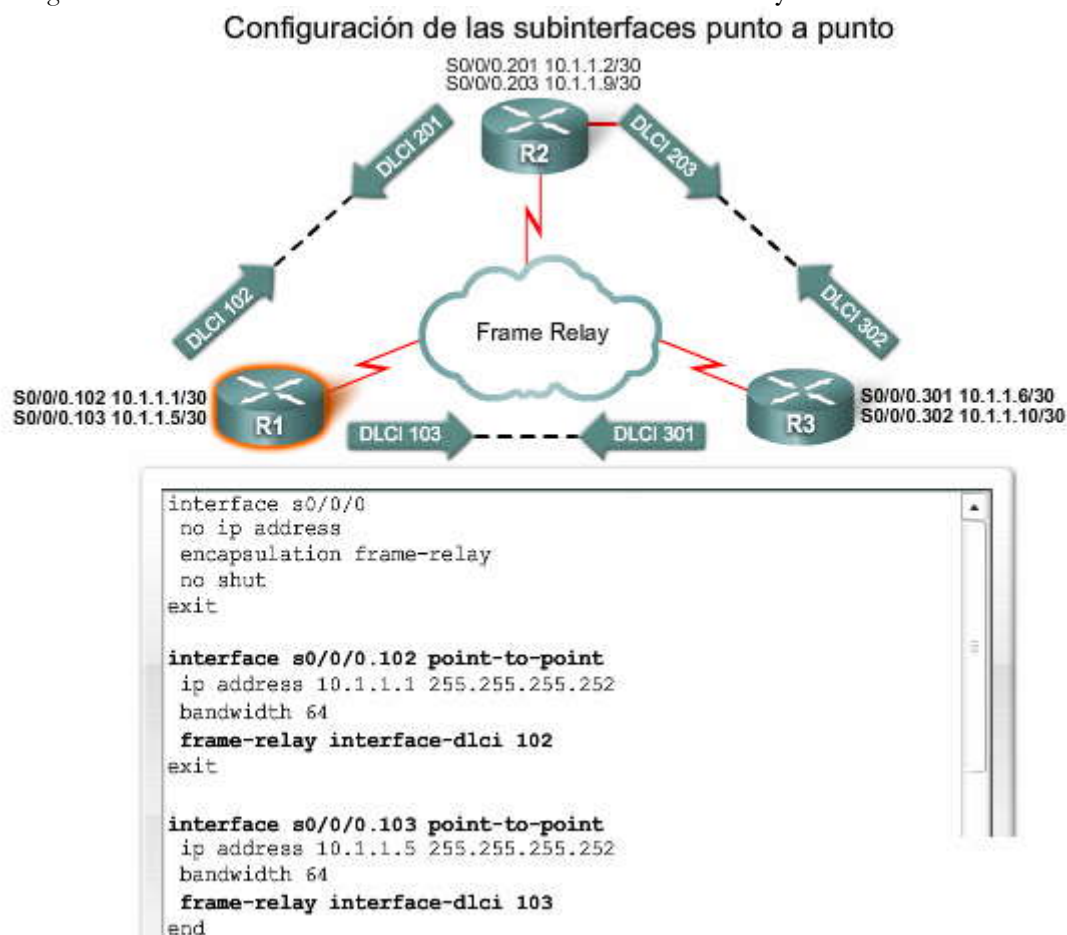 Configuración de las subinterfaces punto a punto
S0/0/0.201 10.1.1.2/30
S0/0/0.203 10.1.1.9/30
DLCI 201
R2
DLCI 203
DLCI 102
Frame Relay
DLCI 302
S0/0/0.102 10.1.1.1/30
S0/0/0.103 10.1.1.5/30
R1
DLCI 103
DLCI 301
R3
S0/0/0.301 10.1.1.6/30
S0/0/0.302 10.1.1.10/30
interface s0/0/0
no ip address
encapsulation frame-relay
no shut
exit
interface s0/0/0.102 point-to-point
ip address 10.1.1.1 255.255.255.252
bandwidth 64
frame-relay interface-dlci 102
exit
interface s0/0/0.103 point-to-point
ip address 10.1.1.5 255.255.255.252
bandwidth 64
frame-relay interface-dlci 103
end